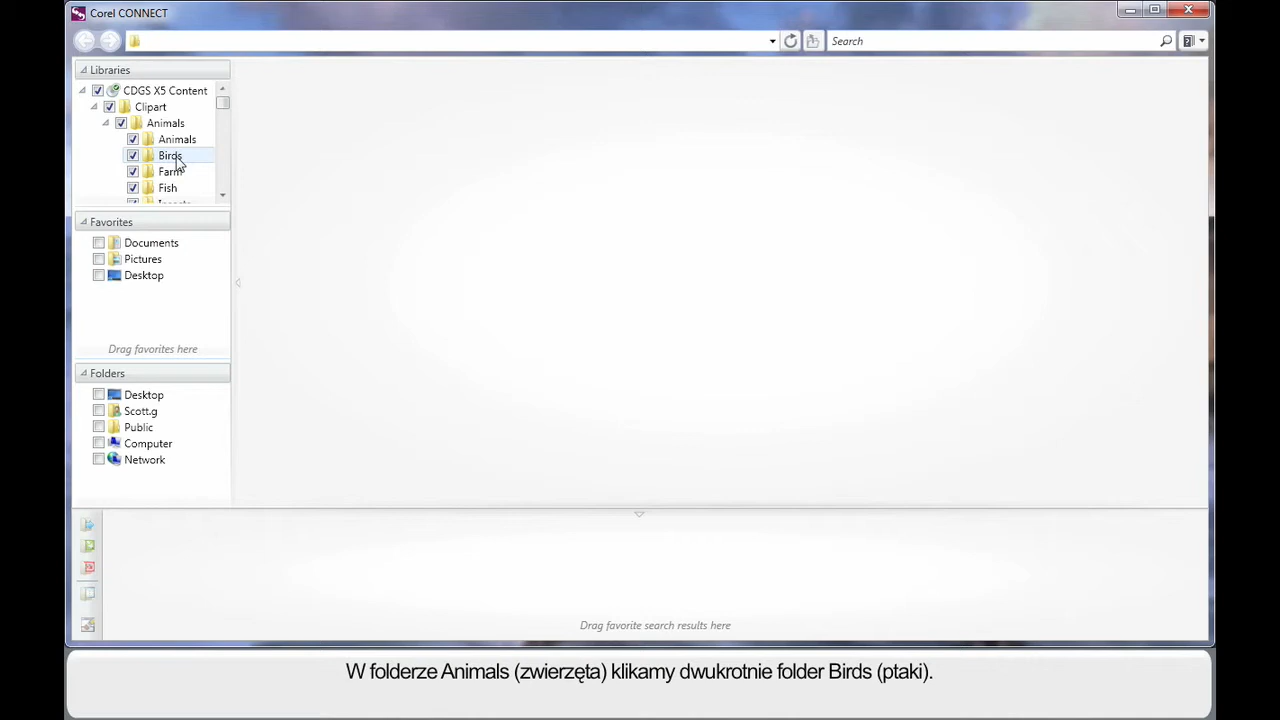 Corel CONNECT
Search
Libraries
CDGS X5 Content
Clipart
Animals
Animals
Birds
Farm
Fish
Favorites
Documents
Pictures
Desktop
Drag favorites here
Folders
Desktop
Scott.g
Public
Computer
Network
Drag favorite search results here
W folderze Animals (zwierzęta) klikamy dwukrotnie folder Birds (ptaki).